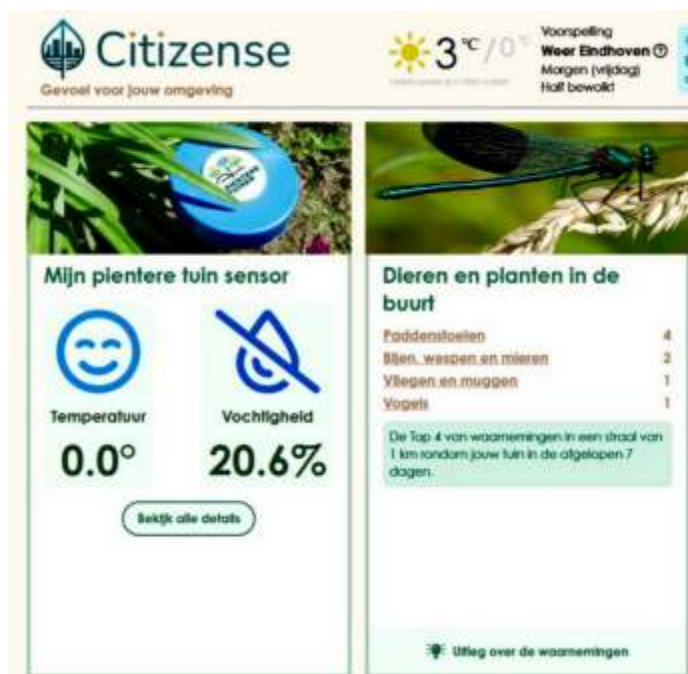 Citizense
Gevoel voor jouw omgeving
3 °C / 0 °C
Voorspelling
Weer Eindhoven ?
Morgen (vrijdag)
Half bewolkt
Mijn pientere tuin sensor
Temperatuur
0.0°
Vochtigheid
20.6%
Bekijk alle details
Dieren en planten in de
buurt
Paddenstoelen 4
Bijen, wespen en mieren 2
Vliegen en muggen 1
Vogels 1
De Top 4 van waarnemingen in een straal van
1 km rondom jouw tuin in de afgelopen 7
dagen.
Uitleg over de waarnemingen